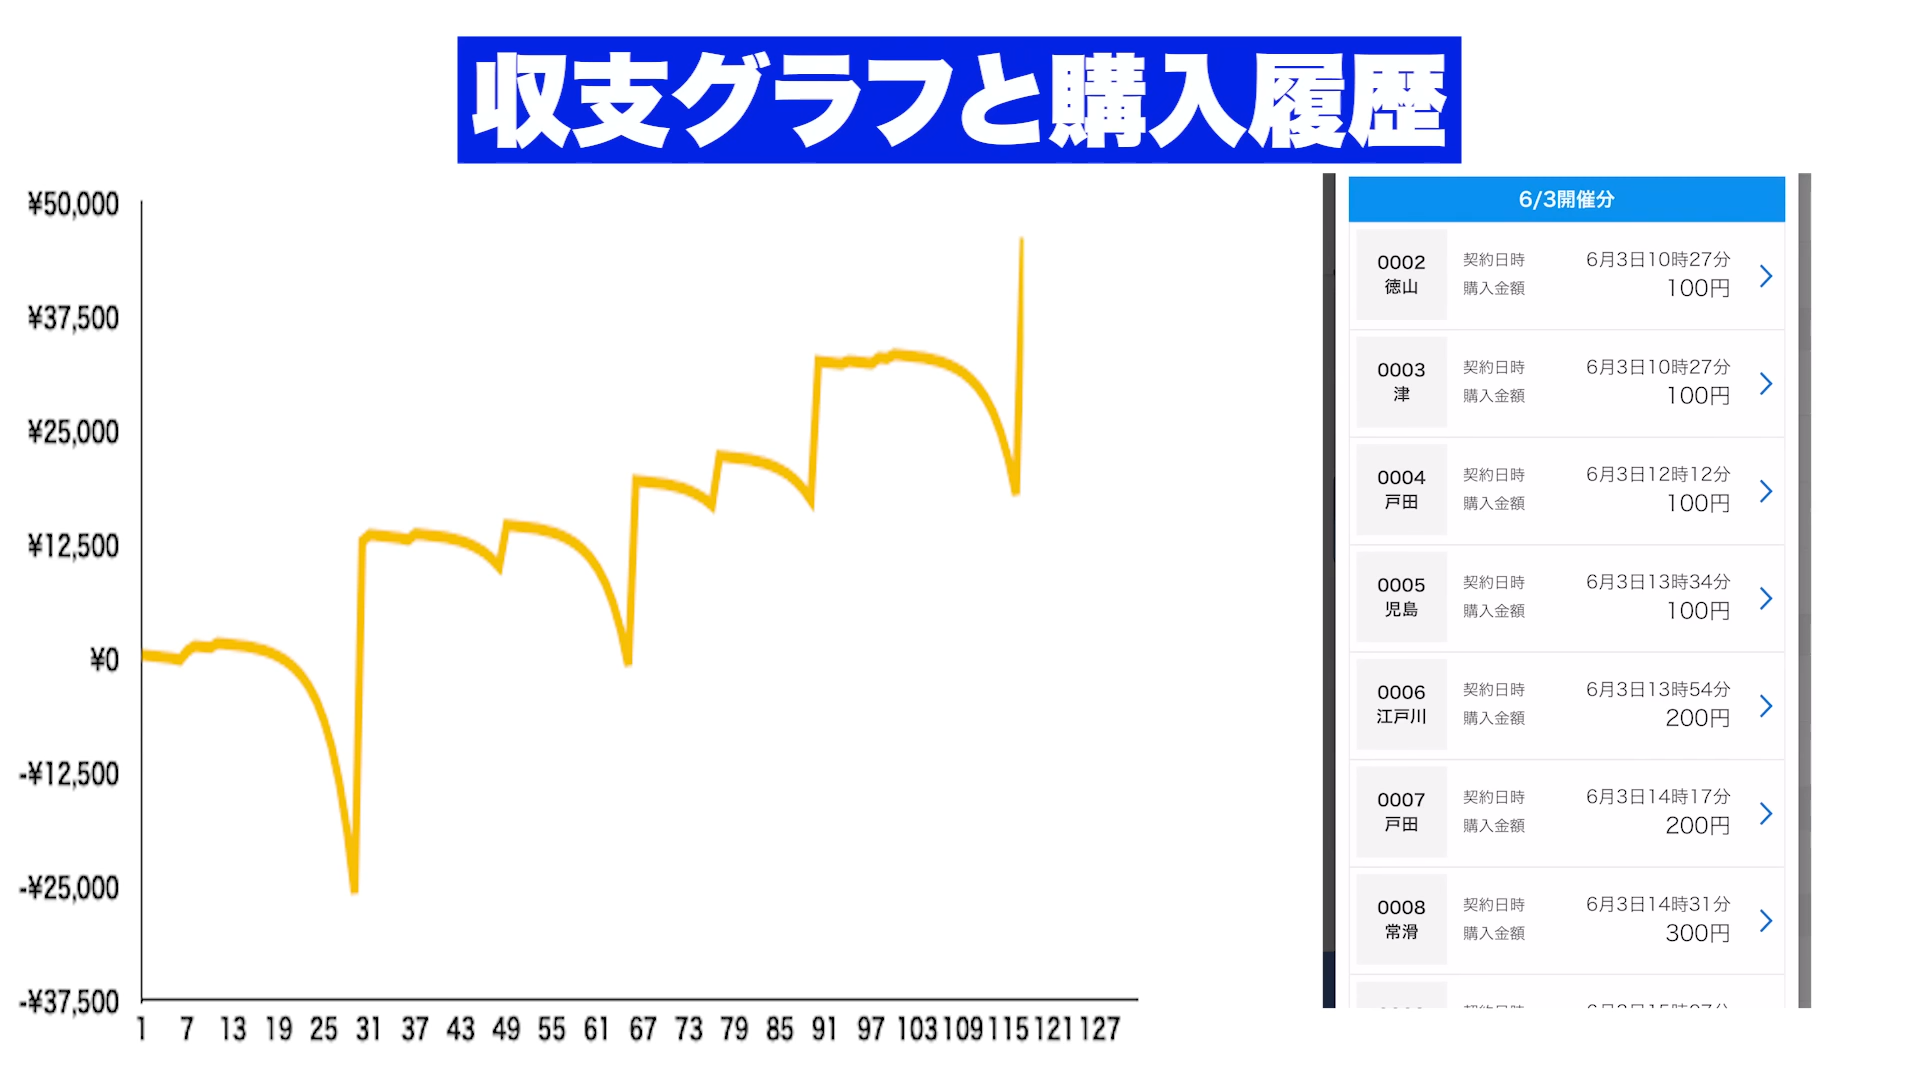 収支グラフと購入履歴
¥50,000
¥37,500
¥25,000
¥12,500
¥0
-¥12,500
-¥25,000
-¥37,500
1 7 13 19 25 31 37 43 49 55 61 67 73 79 85 91 97 103 109 115 121 127
6/3開催分
0002 徳山 契約日時 6月3日10時27分
購入金額 100円
0003 津 契約日時 6月3日10時27分
購入金額 100円
0004 戸田 契約日時 6月3日12時12分
購入金額 100円
0005 児島 契約日時 6月3日13時34分
購入金額 100円
0006 江戸川 契約日時 6月3日13時54分
購入金額 200円
0007 戸田 契約日時 6月3日14時17分
購入金額 200円
0008 常滑 契約日時 6月3日14時31分
購入金額 300円